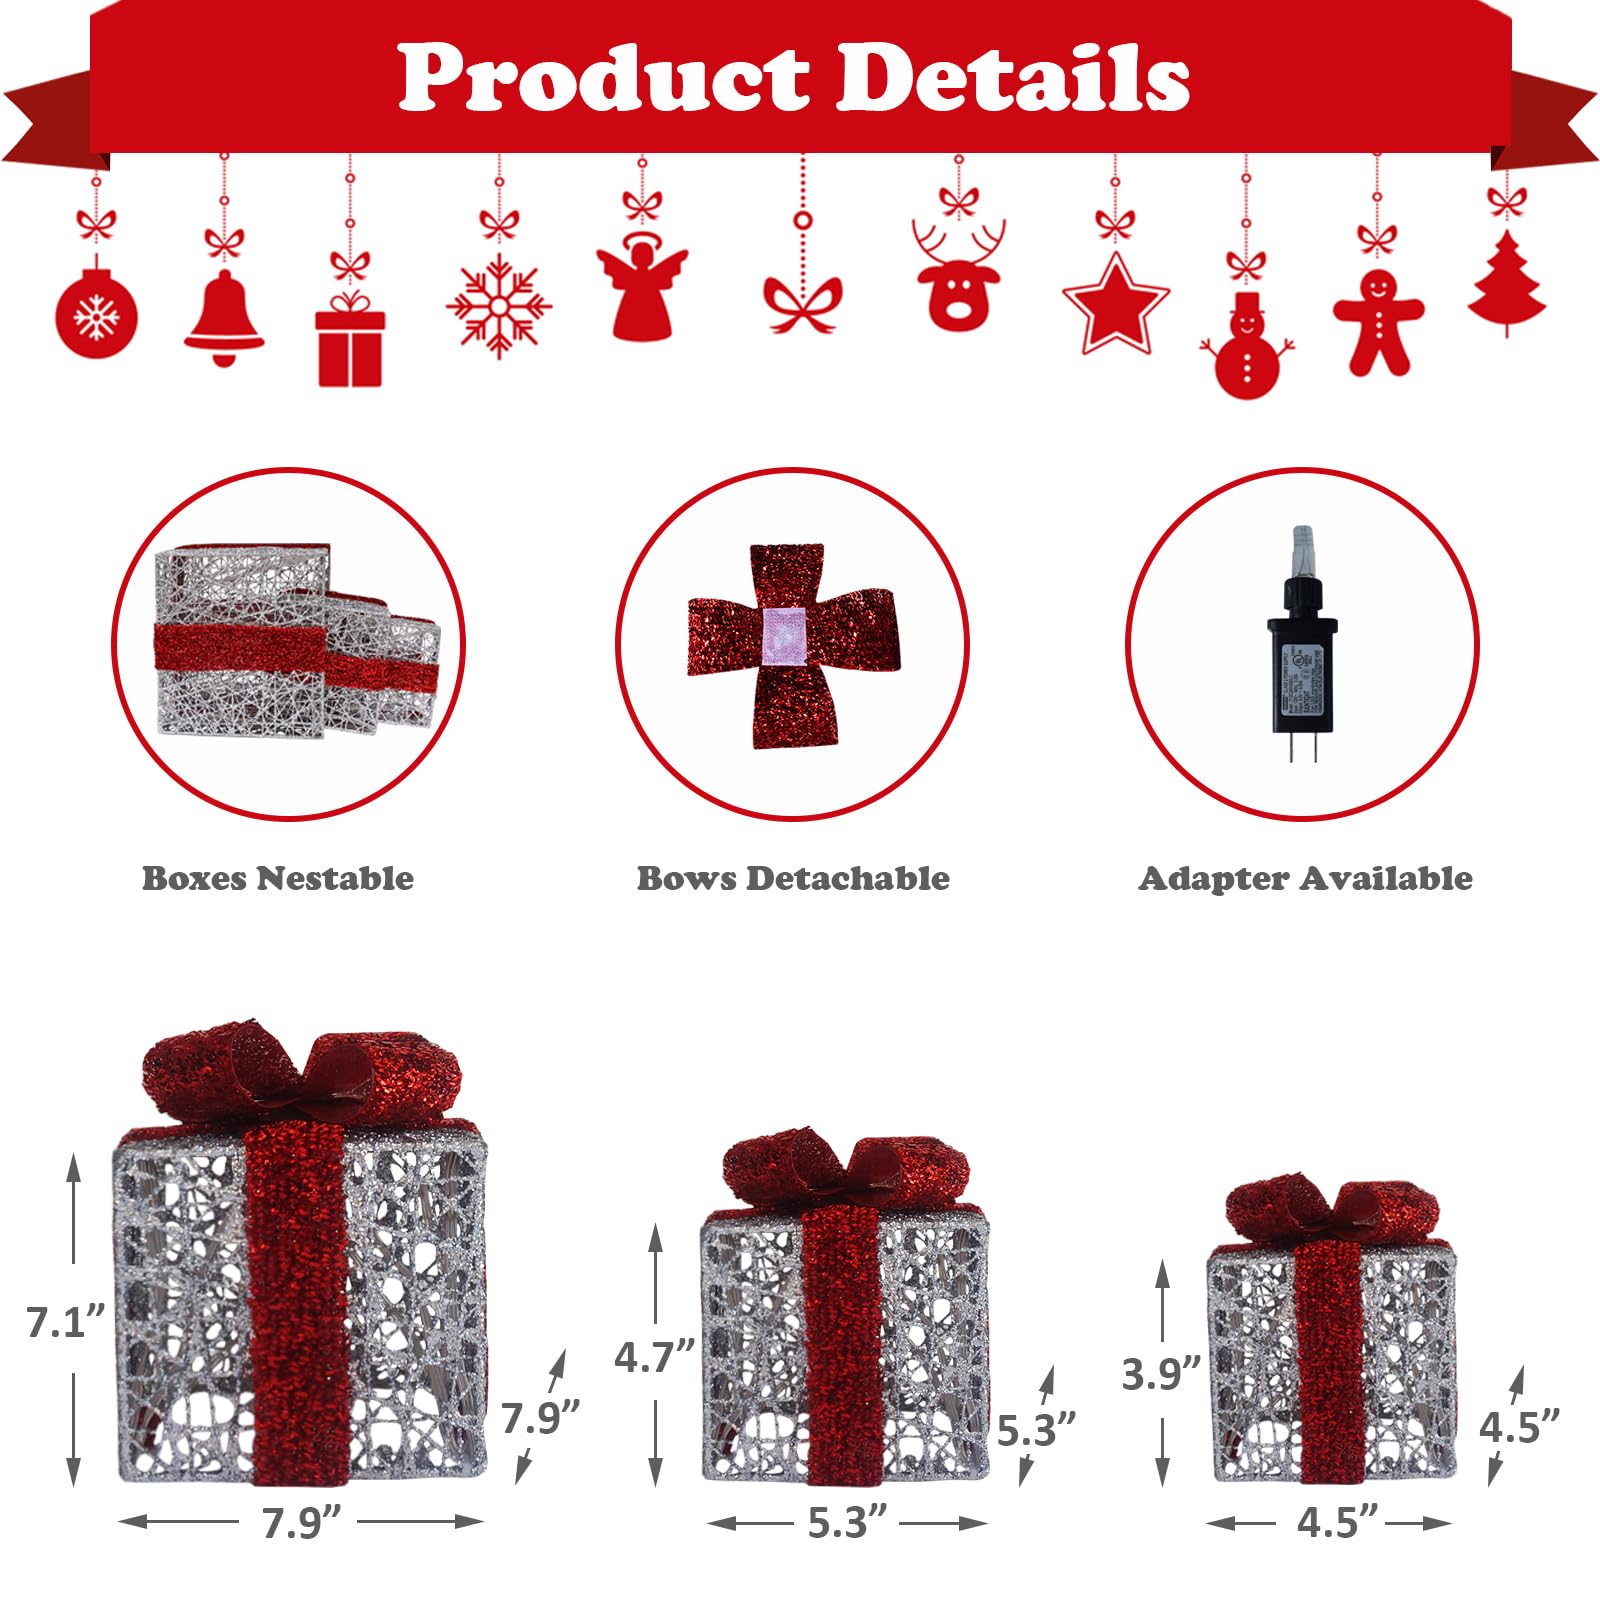 Product Details
Boxes Nestable
Bows Detachable
Adapter Available
7.1”
7.9”
7.9”
4.7”
5.3”
5.3”
3.9”
4.5”
4.5”